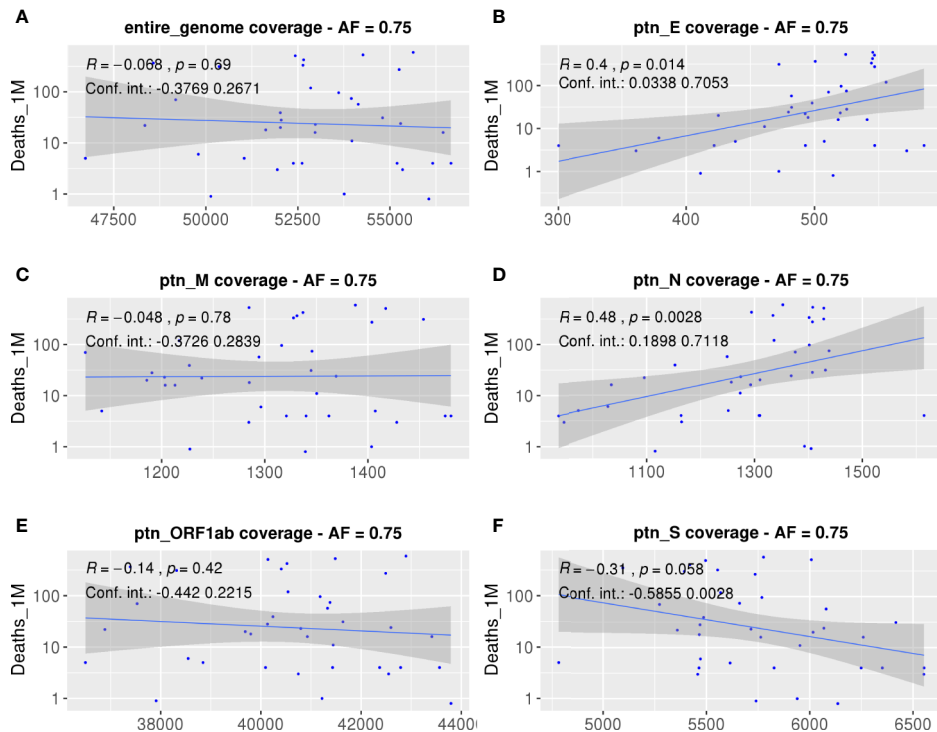 A
entire_genome coverage - AF = 0.75
R = −0.068 , p = 0.69
Conf. int.: -0.3769 0.2671
Deaths_1M
100
10
1
47500 50000 52500 55000
B
ptn_E coverage - AF = 0.75
R = 0.4 , p = 0.014
Conf. int.: 0.0338 0.7053
Deaths_1M
100
10
1
300 400 500
C
ptn_M coverage - AF = 0.75
R = −0.048 , p = 0.78
Conf. int.: -0.3726 0.2839
Deaths_1M
100
10
1
1200 1300 1400
D
ptn_N coverage - AF = 0.75
R = 0.48 , p = 0.0028
Conf. int.: 0.1898 0.7118
Deaths_1M
100
10
1
1100 1300 1500
E
ptn_ORF1ab coverage - AF = 0.75
R = −0.14 , p = 0.42
Conf. int.: -0.442 0.2215
Deaths_1M
100
10
1
38000 40000 42000 44000
F
ptn_S coverage - AF = 0.75
R = −0.31 , p = 0.058
Conf. int.: -0.5855 0.0028
Deaths_1M
100
10
1
5000 5500 6000 6500